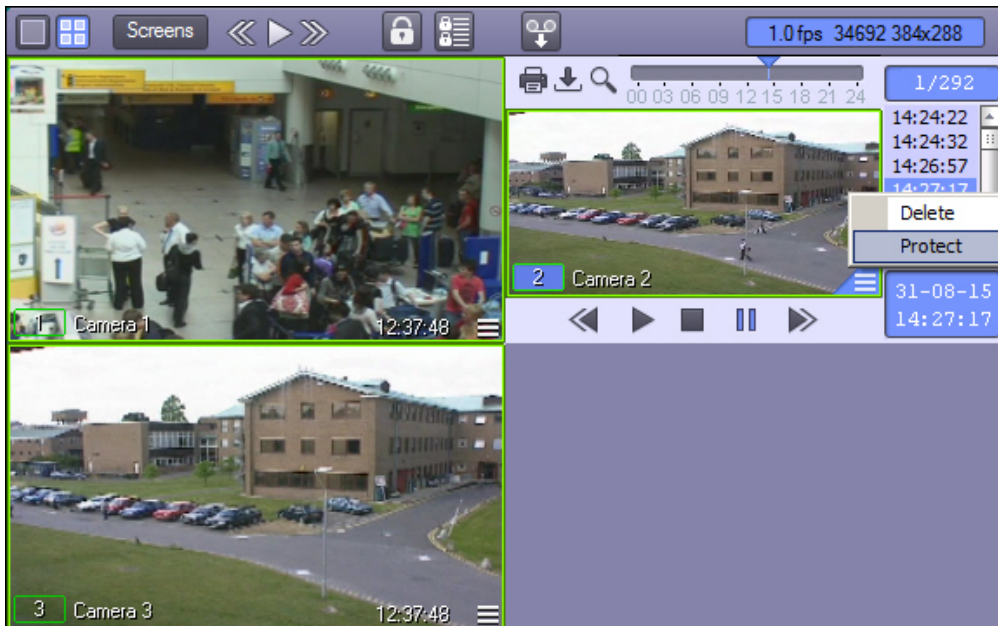 Screens
1.0 fps 34692 384x288
00 03 06 09 12 15 18 21 24
1/292
14:24:22
14:24:32
14:26:57
14:27:17
Delete
Protect
2 Camera 2
31-08-15
14:27:17
1 Camera 1 12:37:48
3 Camera 3 12:37:48